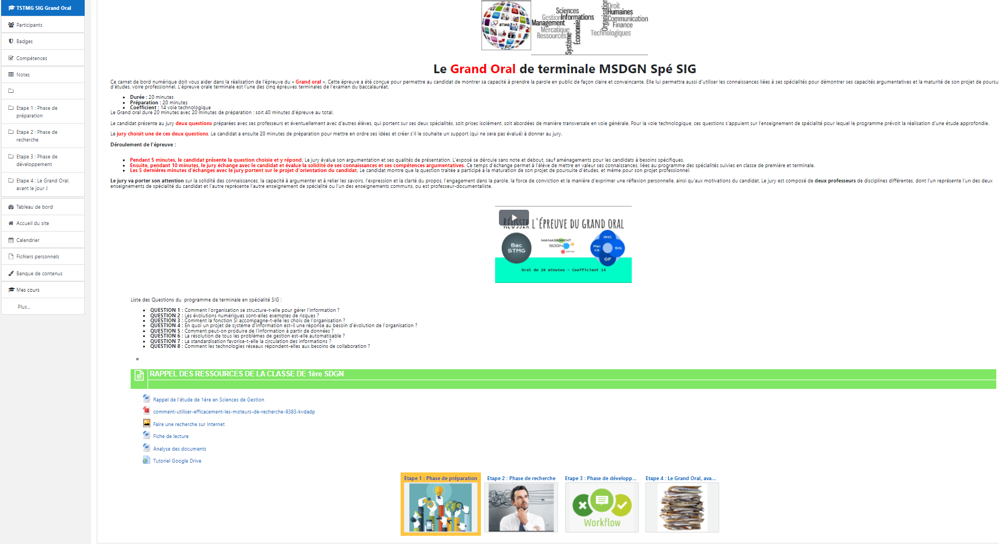 TSTMG SIG Grand Oral
Participants
Badges
Compétences
Notes
Etape 1 : Phase de
préparation
Etape 2 : Phase de
recherche
Etape 3 : Phase de
développement
Etape 4 : Le Grand Oral,
avant le jour J
Tableau de bord
Accueil du site
Calendrier
Fichiers personnels
Banque de contenus
Mes cours
Plus...
STMG
Sciences
Gestion
Informations
Management
Mercatique
Ressources
Système
Économie
Organisation
Droit
Humaines
Communication
Finance
Technologiques
Le Grand Oral de terminale MSDGN Spé SIG
Ce carnet de bord numérique doit vous aider dans la réalisation de l'épreuve du « Grand oral ». Cette épreuve a été conçue pour permettre au candidat de montrer sa capacité à prendre la parole en public de façon claire et convaincante. Elle lui permettra aussi d'utiliser les connaissances liées à ses spécialités pour démontrer ses capacités argumentatives et la maturité de son projet de poursu
d'études, voire professionnel. L'épreuve orale terminale est l'une des cinq épreuves terminales de l'examen du baccalauréat.
Durée : 20 minutes
Préparation : 20 minutes
Coefficient : 14 voie technologique
Le Grand oral dure 20 minutes avec 20 minutes de préparation : soit 40 minutes d'épreuve au total.
Le candidat présente au jury deux questions préparées avec ses professeurs et éventuellement avec d'autres élèves, qui portent sur ses deux spécialités, soit prises isolément, soit abordées de manière transversale en voie générale. Pour la voie technologique, ces questions s'appuient sur l'enseignement de spécialité pour lequel le programme prévoit la réalisation d'une étude approfondie.
Le jury choisit une de ces deux questions. Le candidat a ensuite 20 minutes de préparation pour mettre en ordre ses idées et créer s'il le souhaite un support (qui ne sera pas évalué) à donner au jury.
Déroulement de l'épreuve :
Pendant 5 minutes, le candidat présente la question choisie et y répond. Le jury évalue son argumentation et ses qualités de présentation. L'exposé se déroule sans note et debout, sauf aménagements pour les candidats à besoins spécifiques.
Ensuite, pendant 10 minutes, le jury échange avec le candidat et évalue la solidité de ses connaissances et ses compétences argumentatives. Ce temps d'échange permet à l'élève de mettre en valeur ses connaissances, liées au programme des spécialités suivies en classe de première et terminale.
Les 5 dernières minutes d'échanges avec le jury portent sur le projet d'orientation du candidat. Le candidat montre que la question traitée a participé à la maturation de son projet de poursuite d'études, et même pour son projet professionnel.
Le jury va porter son attention sur la solidité des connaissances, la capacité à argumenter et à relier les savoirs, l'expression et la clarté du propos, l'engagement dans la parole, la force de conviction et la manière d'exprimer une réflexion personnelle, ainsi qu'aux motivations du candidat. Le jury est composé de deux professeurs de disciplines différentes, dont l'un représente l'un des deux
enseignements de spécialité du candidat et l'autre représente l'autre enseignement de spécialité ou l'un des enseignements communs, ou est professeur-documentaliste.
RÉUSSIR L'ÉPREUVE DU GRAND ORAL
Bac
STMG
MANAGEMENT
SDGN
RHC
Mer
ca
SIG
GF
Oral de 20 minutes - Coefficient 14
Liste des Questions du programme de terminale en spécialité SIG :
QUESTION 1 : Comment l'organisation se structure-t-elle pour gérer l'information ?
QUESTION 2 : Les évolutions numériques sont-elles exemptes de risques ?
QUESTION 3 : Comment la fonction SI accompagne-t-elle les choix de l'organisation ?
QUESTION 4 : En quoi un projet de système d'information est-il une réponse au besoin d'évolution de l'organisation ?
QUESTION 5 : Comment peut-on produire de l'information à partir de données ?
QUESTION 6 : La résolution de tous les problèmes de gestion est-elle automatisable ?
QUESTION 7 : La standardisation favorise-t-elle la circulation des informations ?
QUESTION 8 : Comment les technologies réseaux répondent-elles aux besoins de collaboration ?
RAPPEL DES RESSOURCES DE LA CLASSE DE 1ère SDGN
Rappel de l'étude de 1ère en Sciences de Gestion
comment-utiliser-efficacement-les-moteurs-de-recherche-9383-kvdadp
Faire une recherche sur Internet
Fiche de lecture
Analyse des documents
Tutoriel Google Drive
Etape 1 : Phase de préparation
Etape 2 : Phase de recherche
Etape 3 : Phase de développ...
Etape 4 : Le Grand Oral, ava...
Workflow